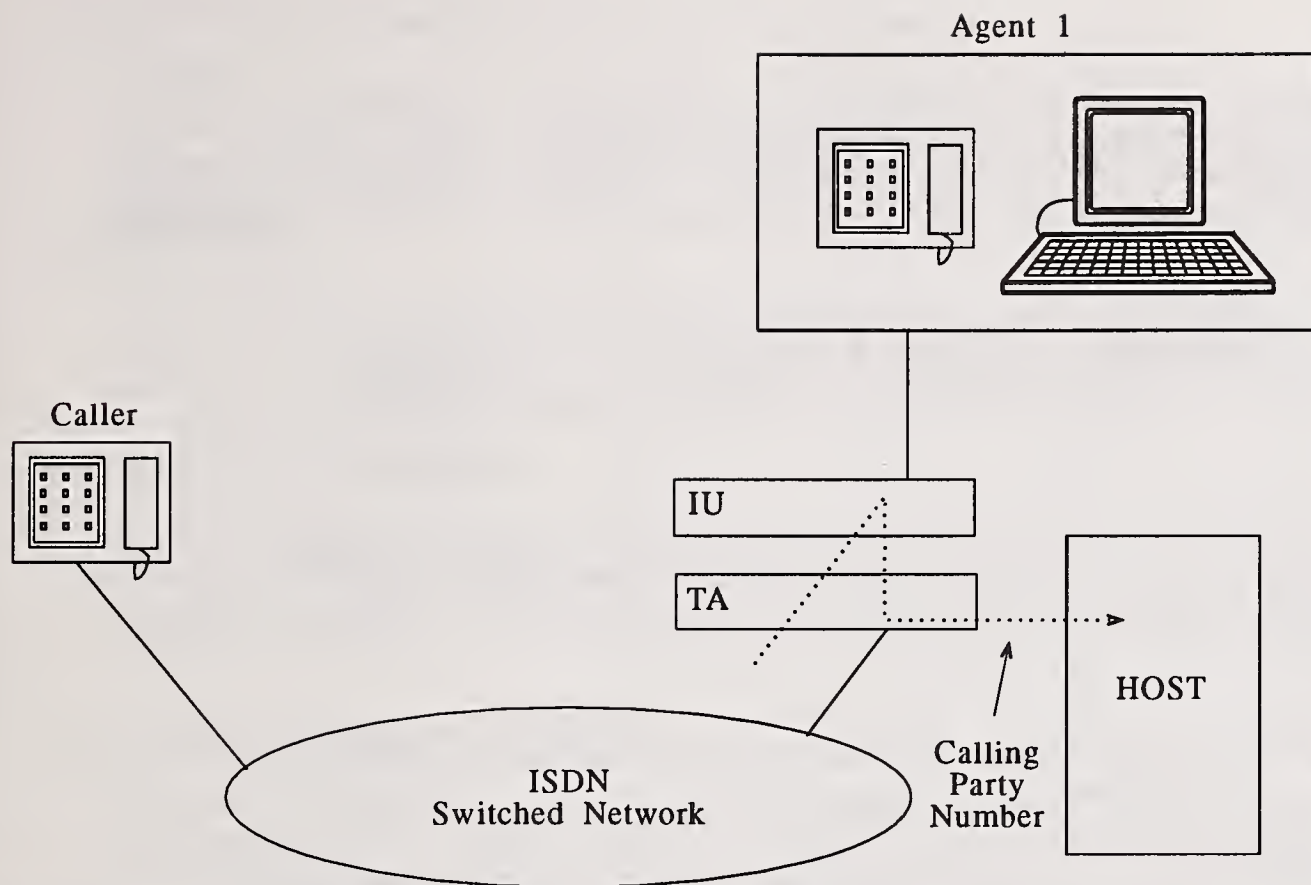 Agent 1
Caller
IU
TA
HOST
Calling
Party
Number
ISDN
Switched Network